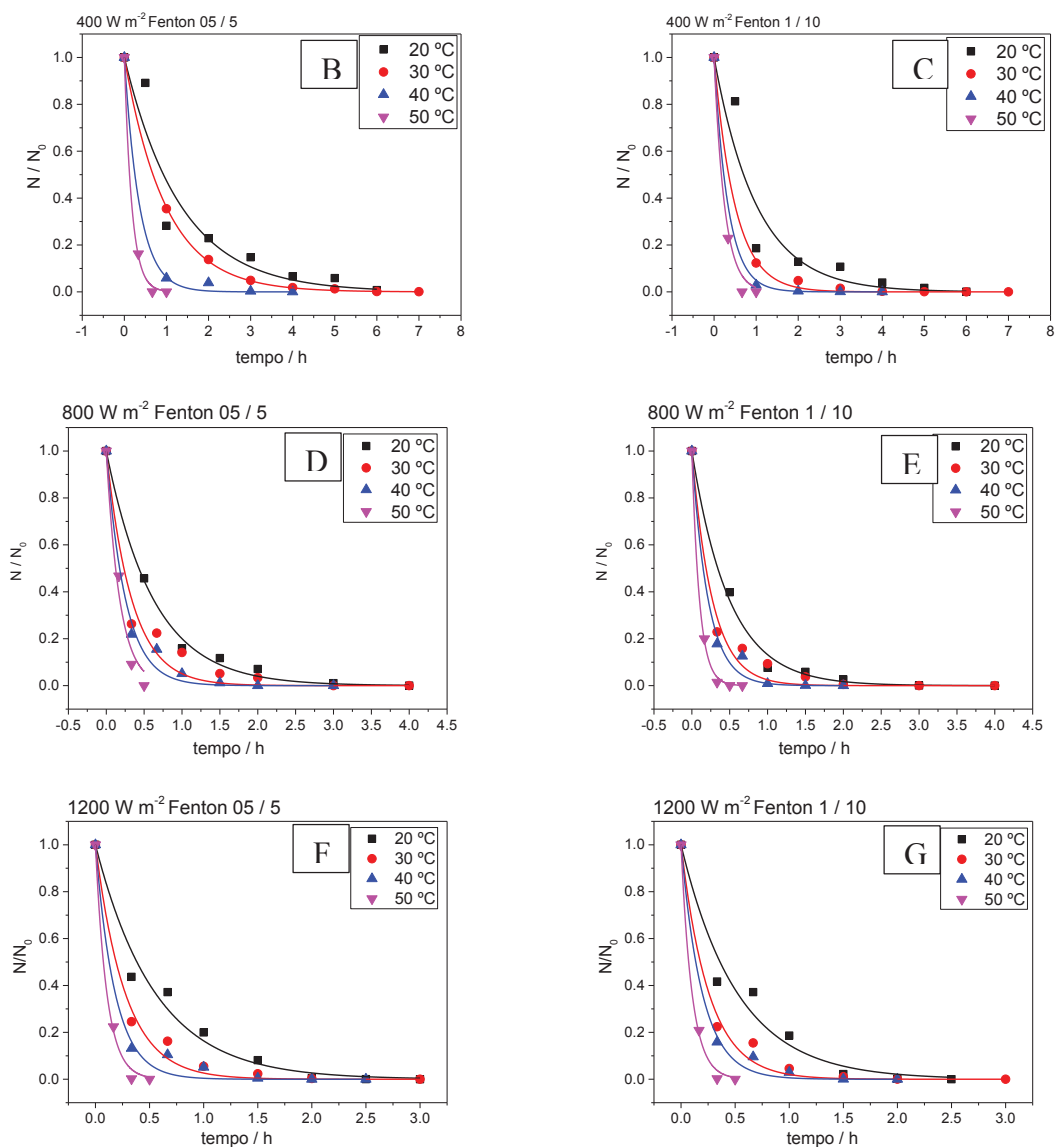 400 W m⁻² Fenton 05 / 5
B
20 ºC
30 ºC
40 ºC
50 ºC
1.0
0.8
0.6
0.4
0.2
0.0
N / N₀
-1 0 1 2 3 4 5 6 7 8
tempo / h
400 W m⁻² Fenton 1 / 10
C
20 ºC
30 ºC
40 ºC
50 ºC
1.0
0.8
0.6
0.4
0.2
0.0
N / N₀
-1 0 1 2 3 4 5 6 7 8
tempo / h
800 W m⁻² Fenton 05 / 5
D
20 ºC
30 ºC
40 ºC
50 ºC
1.0
0.8
0.6
0.4
0.2
0.0
N / N₀
-0.5 0.0 0.5 1.0 1.5 2.0 2.5 3.0 3.5 4.0 4.5
tempo / h
800 W m⁻² Fenton 1 / 10
E
20 ºC
30 ºC
40 ºC
50 ºC
1.0
0.8
0.6
0.4
0.2
0.0
N / N₀
-0.5 0.0 0.5 1.0 1.5 2.0 2.5 3.0 3.5 4.0 4.5
tempo / h
1200 W m⁻² Fenton 05 / 5
F
20 ºC
30 ºC
40 ºC
50 ºC
1.0
0.8
0.6
0.4
0.2
0.0
N/N₀
0.0 0.5 1.0 1.5 2.0 2.5 3.0
tempo / h
1200 W m⁻² Fenton 1 / 10
G
20 ºC
30 ºC
40 ºC
50 ºC
1.0
0.8
0.6
0.4
0.2
0.0
N/N₀
0.0 0.5 1.0 1.5 2.0 2.5 3.0
tempo / h